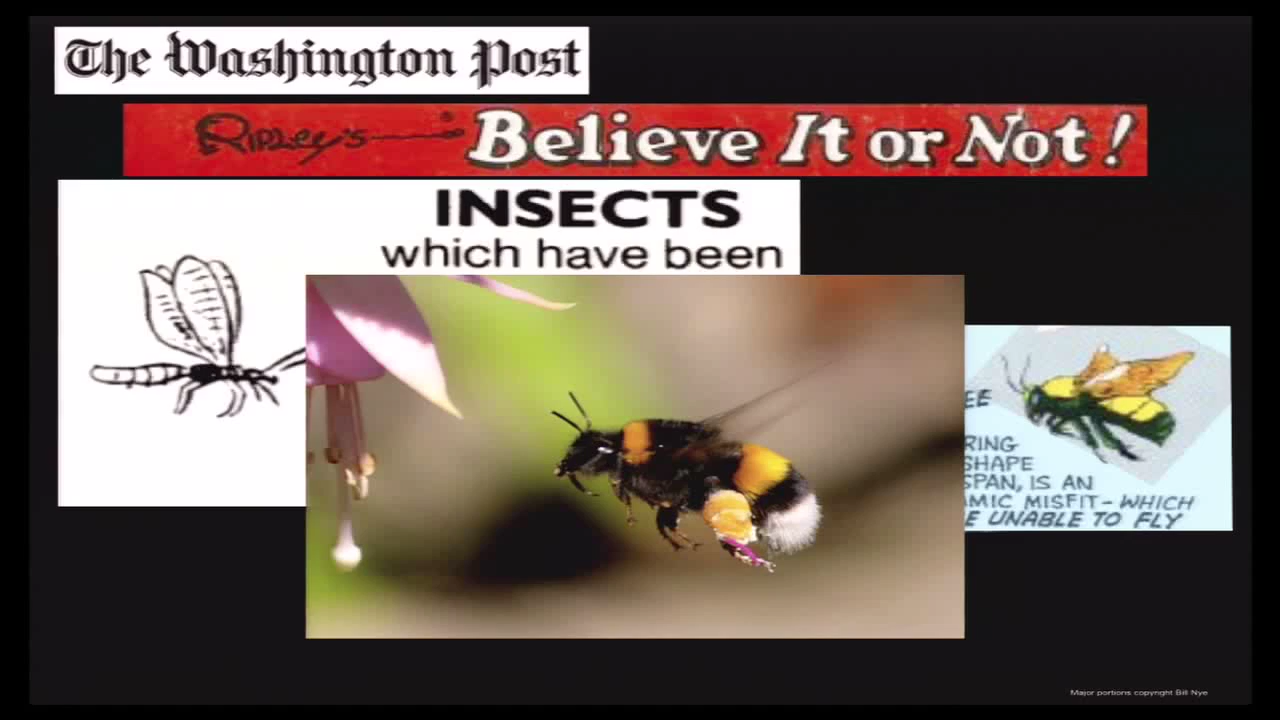 The Washington Post
RIPLEY'S Believe It or Not!
INSECTS
which have been
EE
RING
SHAPE
SPAN, IS AN
AMIC MISFIT-WHICH
E UNABLE TO FLY
Major portions copyright Bill Nye